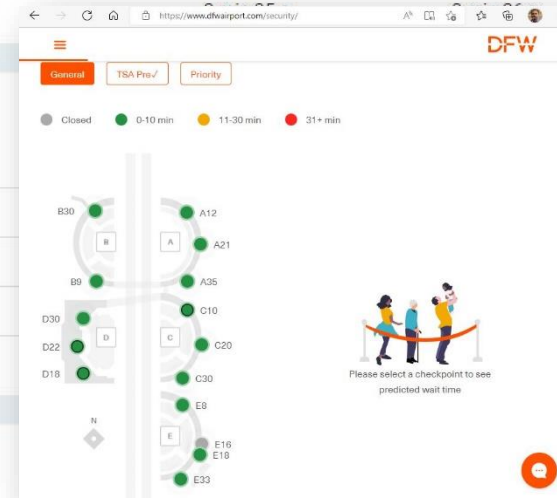 https://www.dfwairport.com/security/
DFW
General TSA Pre✓ Priority
Closed 0-10 min 11-30 min 31+ min
B30 A12
B A
A21
B9 A35
C10
D30
D22 D C C20
D18
C30
E8
N
E
E16
E18
E33
Please select a checkpoint to see
predicted wait time